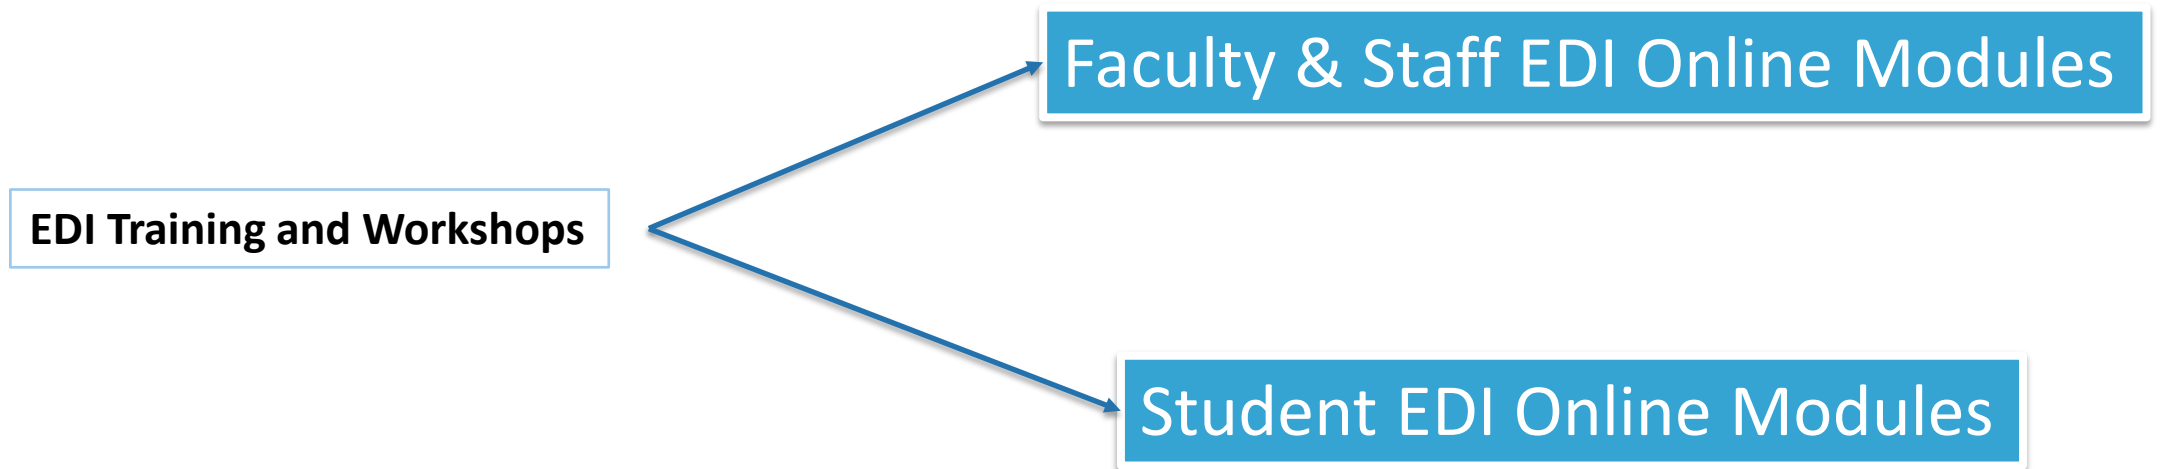 Faculty & Staff EDI Online Modules
EDI Training and Workshops
Student EDI Online Modules